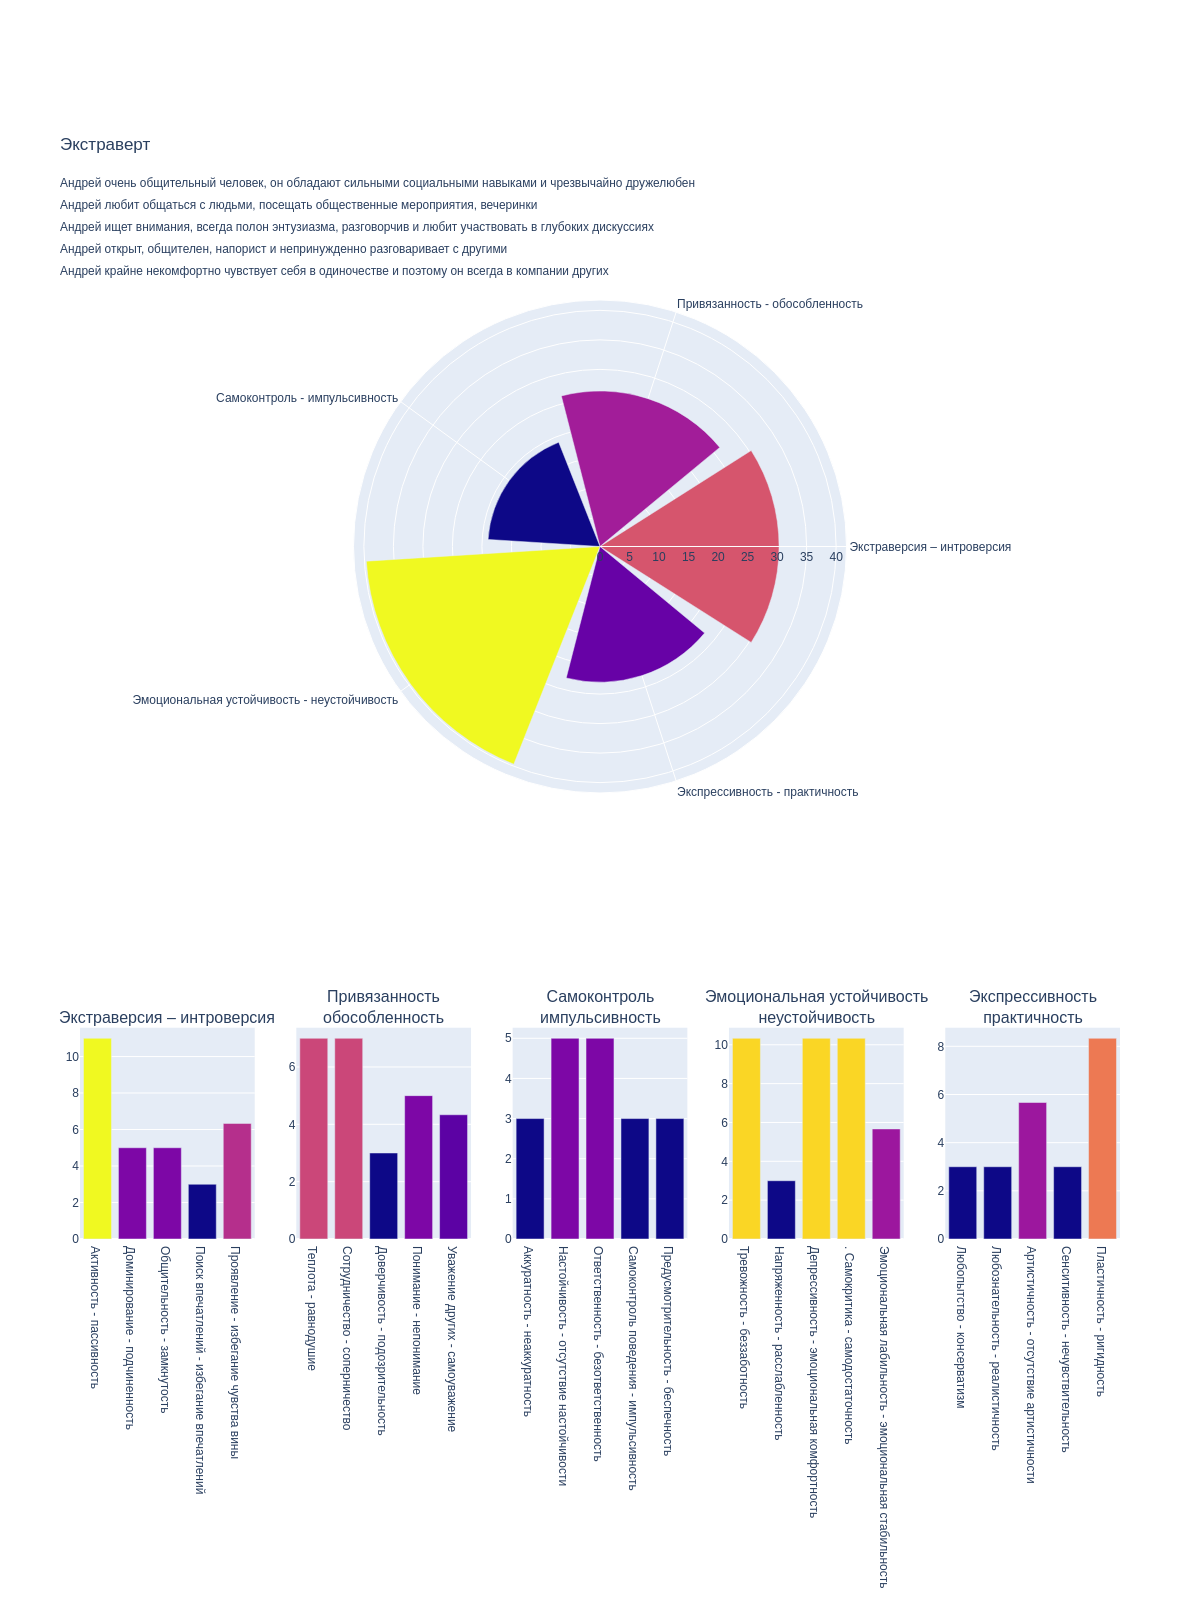 Экстраверт
Андрей очень общительный человек, он обладают сильными социальными навыками и чрезвычайно дружелюбен
Андрей любит общаться с людьми, посещать общественные мероприятия, вечеринки
Андрей ищет внимания, всегда полон энтузиазма, разговорчив и любит участвовать в глубоких дискуссиях
Андрей открыт, общителен, напорист и непринужденно разговаривает с другими
Андрей крайне некомфортно чувствует себя в одиночестве и поэтому он всегда в компании других
Привязанность - обособленность
Самоконтроль - импульсивность
Экстраверсия – интроверсия
5 10 15 20 25 30 35 40
Эмоциональная устойчивость - неустойчивость
Экспрессивность - практичность
Экстраверсия – интроверсия
10
8
6
4
2
0
Активность - пассивность
Доминирование - подчиненность
Общительность - замкнутость
Поиск впечатлений - избегание впечатлений
Проявление - избегание чувства вины
Привязанность
обособленность
6
4
2
0
Теплота - равнодушие
Сотрудничество - соперничество
Доверчивость - подозрительность
Понимание - непонимание
Уважение других - самоуважение
Самоконтроль
импульсивность
5
4
3
2
1
0
Аккуратность - неаккуратность
Настойчивость - отсутствие настойчивости
Ответственность - безответственность
Самоконтроль поведения - импульсивность
Предусмотрительность - беспечность
Эмоциональная устойчивость
неустойчивость
10
8
6
4
2
0
Тревожность - беззаботность
Напряженность - расслабленность
Депрессивность - эмоциональная комфортность
. Самокритика - самодостаточность
Эмоциональная лабильность - эмоциональная стабильность
Экспрессивность
практичность
8
6
4
2
0
Любопытство - консерватизм
Любознательность - реалистичность
Артистичность - отсутствие артистичности
Сенситивность - нечувствительность
Пластичность - ригидность